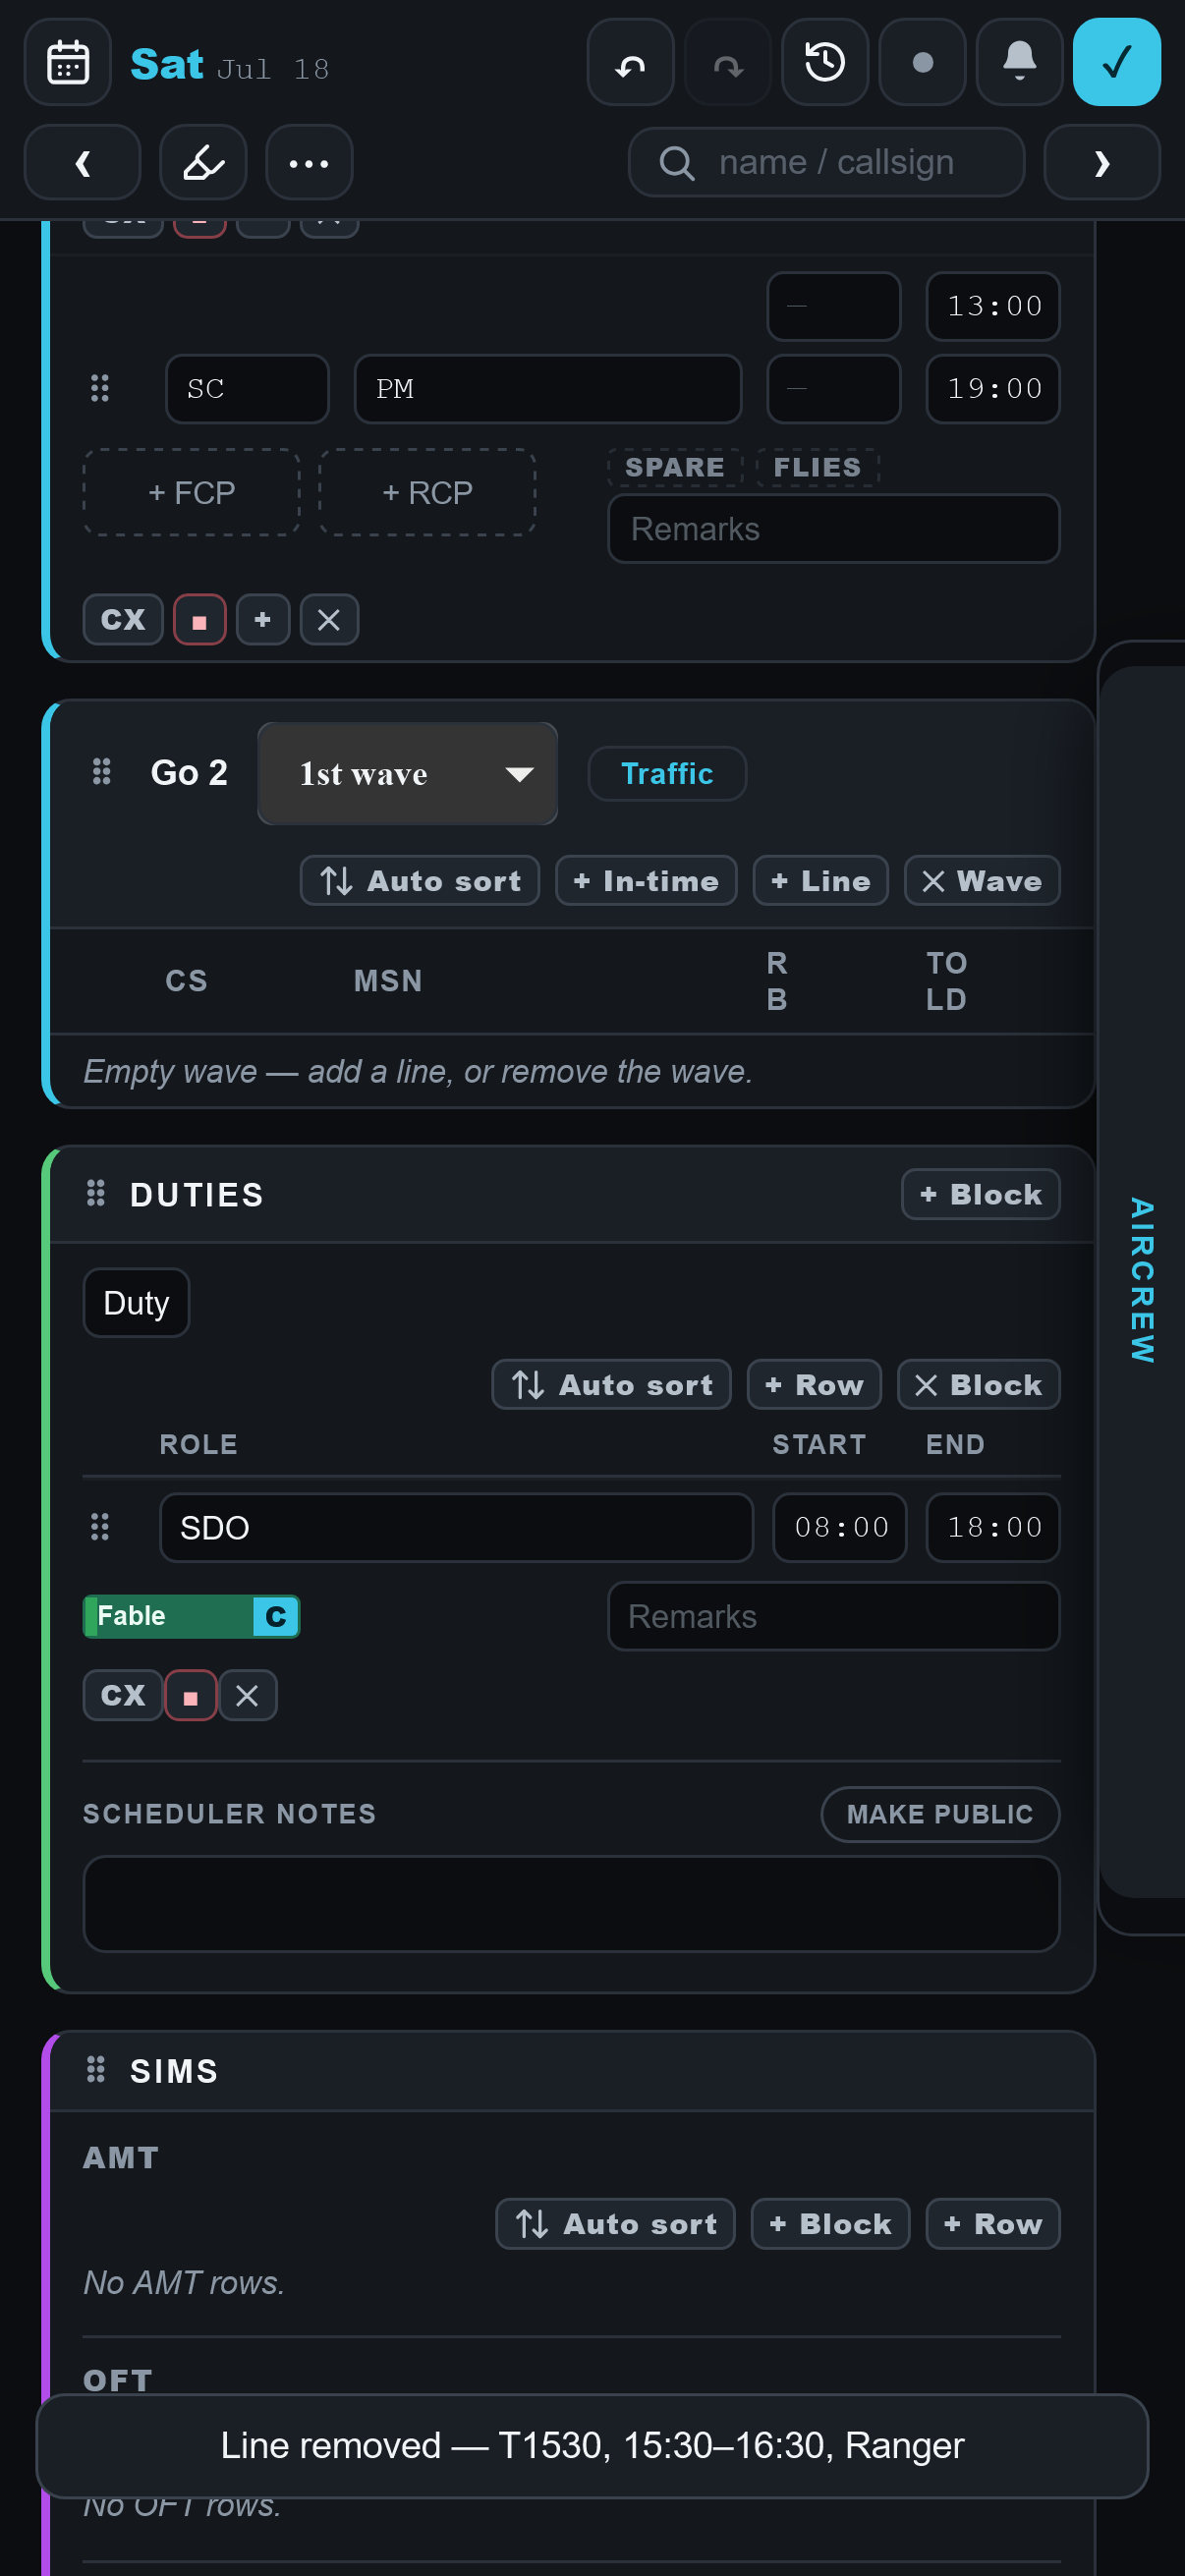 Sat Jul 18
✓
‹
...
name / callsign
›
— 13:00
SC PM — 19:00
+ FCP + RCP SPARE FLIES
Remarks
CX + ×
Go 2 1st wave Traffic
Auto sort + In-time + Line × Wave
CS MSN R TO
B LD
Empty wave — add a line, or remove the wave.
DUTIES + Block
Duty
Auto sort + Row × Block
ROLE START END
SDO 08:00 18:00
Fable C Remarks
CX ×
SCHEDULER NOTES MAKE PUBLIC
AIRCREW
SIMS
AMT
Auto sort + Block + Row
No AMT rows.
OFT
Line removed — T1530, 15:30–16:30, Ranger
No OFT rows.